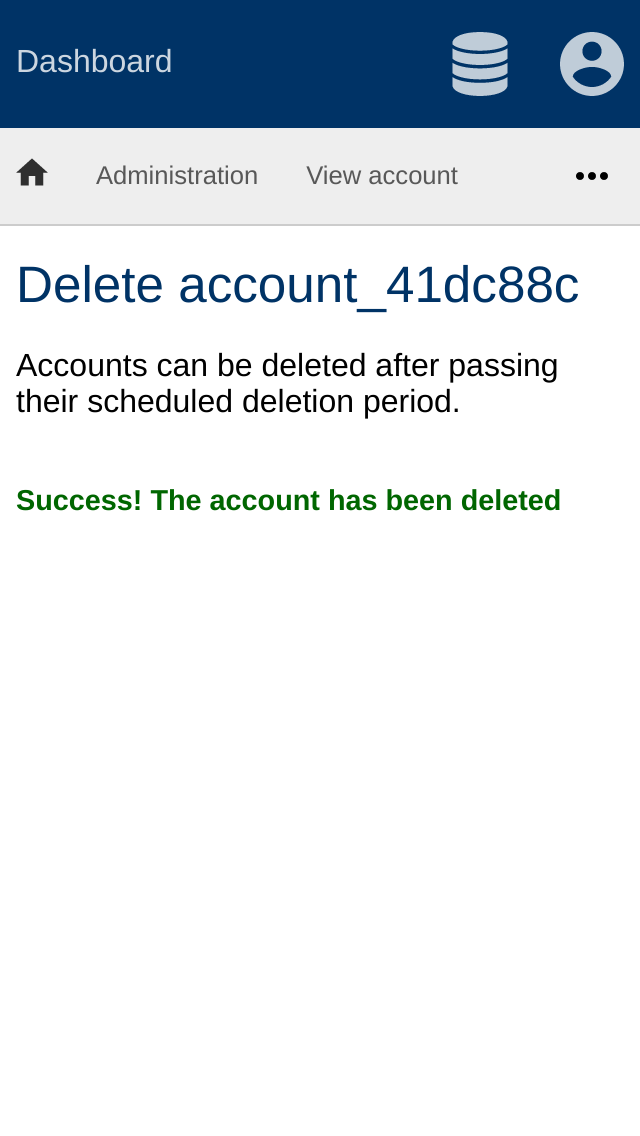 Dashboard
Administration View account
Delete account_41dc88c
Accounts can be deleted after passing
their scheduled deletion period.
Success! The account has been deleted